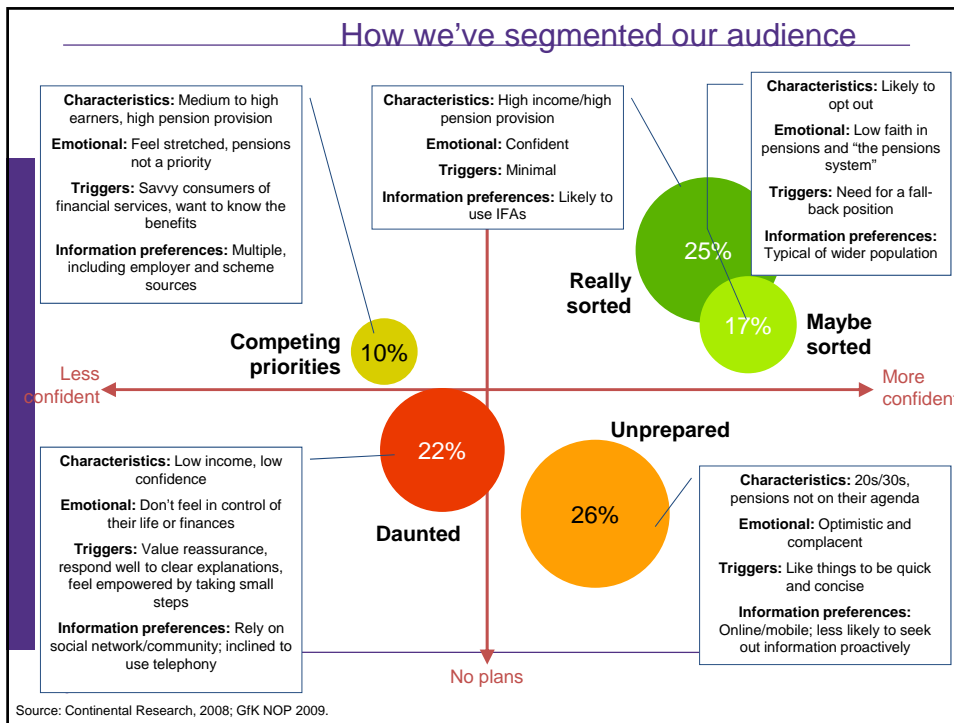 How we've segmented our audience
Characteristics: Medium to high
earners, high pension provision
Emotional: Feel stretched, pensions
not a priority
Triggers: Savvy consumers of
financial services, want to know the
benefits
Information preferences: Multiple,
including employer and scheme
sources
Characteristics: High income/high
pension provision
Emotional: Confident
Triggers: Minimal
Information preferences: Likely to
use IFAs
Characteristics: Likely to
opt out
Emotional: Low faith in
pensions and “the pensions
system”
Triggers: Need for a fall-
back position
Information preferences:
Typical of wider population
25%
Really
sorted
17%
Maybe
sorted
Competing
priorities
10%
Less
confident
More
confident
Unprepared
22%
26%
Daunted
Characteristics: Low income, low
confidence
Emotional: Don't feel in control of
their life or finances
Triggers: Value reassurance,
respond well to clear explanations,
feel empowered by taking small
steps
Information preferences: Rely on
social network/community; inclined to
use telephony
Characteristics: 20s/30s,
pensions not on their agenda
Emotional: Optimistic and
complacent
Triggers: Like things to be quick
and concise
Information preferences:
Online/mobile; less likely to seek
out information proactively
No plans
Source: Continental Research, 2008; GfK NOP 2009.